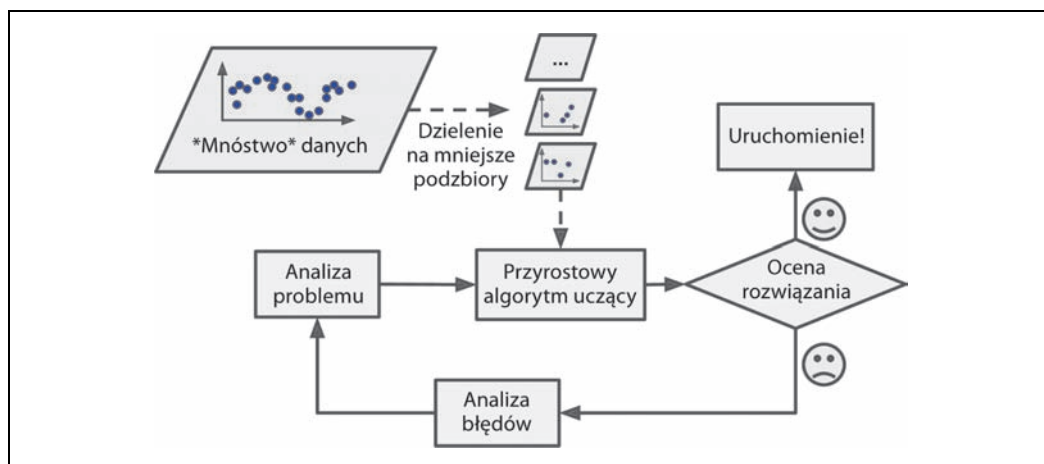 *Mnóstwo* danych
Dzielenie
na mniejsze
podzbiory
...
Uruchomienie!
Analiza
problemu
Przyrostowy
algorytm uczący
Ocena
rozwiązania
Analiza
błędów